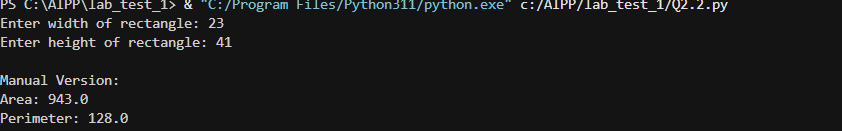 PS C:\AIPP\lab_test_1> & "C:/Program Files/Python311/python.exe" c:/AIPP/lab_test_1/Q2.2.py
Enter width of rectangle: 23
Enter height of rectangle: 41
Manual Version:
Area: 943.0
Perimeter: 128.0